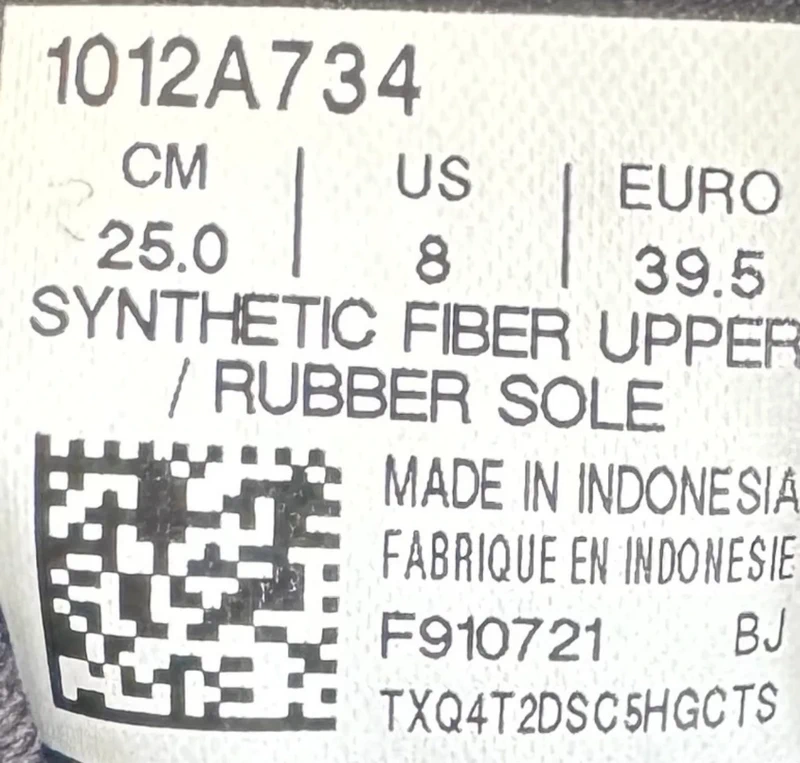 1012A734
CM | US | EURO
25.0 | 8 | 39.5
SYNTHETIC FIBER UPPER
/ RUBBER SOLE
MADE IN INDONESIA
FABRIQUE EN INDONESIE
F910721 BJ
TXQ4T2DSC5HGCTS